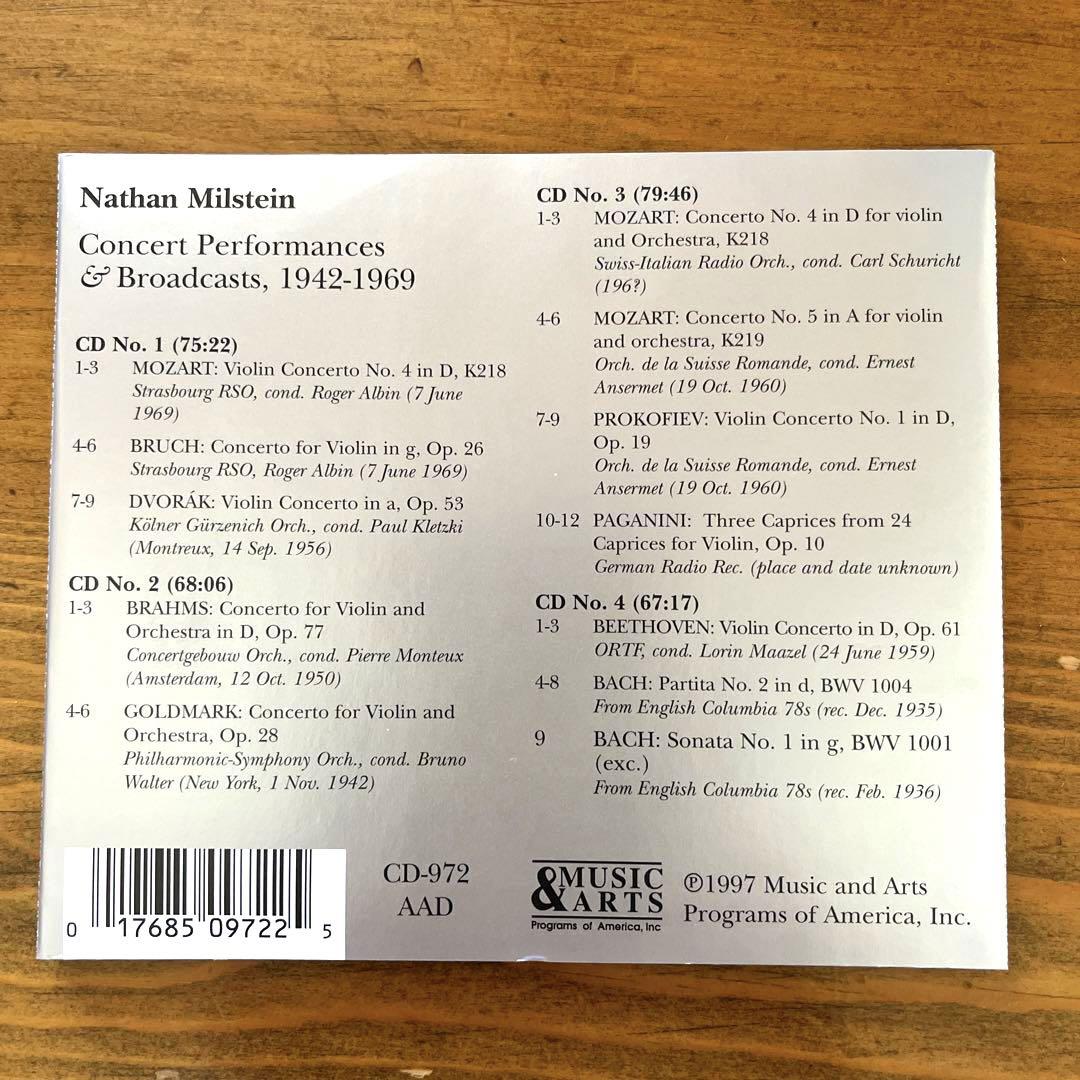 Nathan Milstein
Concert Performances
& Broadcasts, 1942-1969
CD No. 1 (75:22)
1-3 MOZART: Violin Concerto No. 4 in D, K218
Strasbourg RSO, cond. Roger Albin (7 June
1969)
4-6 BRUCH: Concerto for Violin in g, Op. 26
Strasbourg RSO, Roger Albin (7 June 1969)
7-9 DVORÁK: Violin Concerto in a, Op. 53
Kölner Gürzenich Orch., cond. Paul Kletzki
(Montreux, 14 Sep. 1956)
CD No. 2 (68:06)
1-3 BRAHMS: Concerto for Violin and
Orchestra in D, Op. 77
Concertgebouw Orch., cond. Pierre Monteux
(Amsterdam, 12 Oct. 1950)
4-6 GOLDMARK: Concerto for Violin and
Orchestra, Op. 28
Philharmonic-Symphony Orch., cond. Bruno
Walter (New York, 1 Nov. 1942)
CD No. 3 (79:46)
1-3 MOZART: Concerto No. 4 in D for violin
and Orchestra, K218
Swiss-Italian Radio Orch., cond. Carl Schuricht
(196?)
4-6 MOZART: Concerto No. 5 in A for violin
and orchestra, K219
Orch. de la Suisse Romande, cond. Ernest
Ansermet (19 Oct. 1960)
7-9 PROKOFIEV: Violin Concerto No. 1 in D,
Op. 19
Orch. de la Suisse Romande, cond. Ernest
Ansermet (19 Oct. 1960)
10-12 PAGANINI: Three Caprices from 24
Caprices for Violin, Op. 10
German Radio Rec. (place and date unknown)
CD No. 4 (67:17)
1-3 BEETHOVEN: Violin Concerto in D, Op. 61
ORTF, cond. Lorin Maazel (24 June 1959)
4-8 BACH: Partita No. 2 in d, BWV 1004
From English Columbia 78s (rec. Dec. 1935)
9 BACH: Sonata No. 1 in g, BWV 1001
(exc.)
From English Columbia 78s (rec. Feb. 1936)
0 17685 09722 5
CD-972
AAD
MUSIC
& ARTS
Programs of America, Inc
℗1997 Music and Arts
Programs of America, Inc.